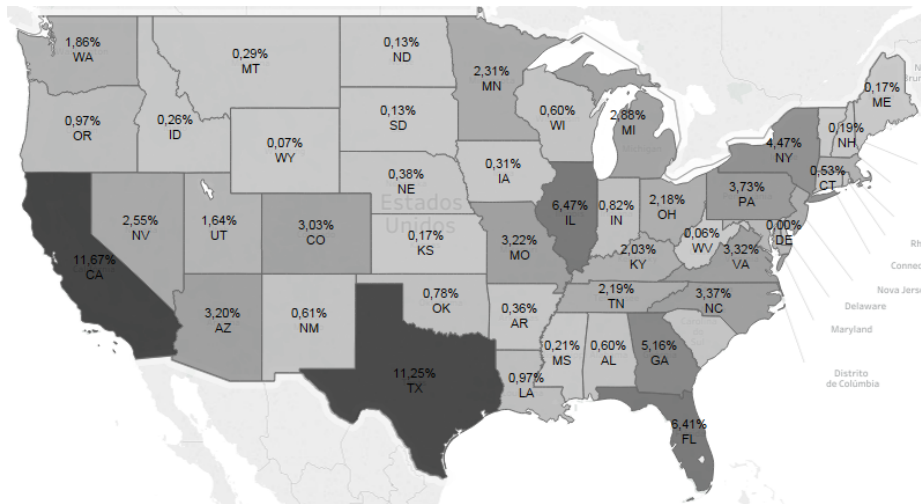 1,86%
WA
0,29%
MT
0,13%
ND
2,31%
MN
0,17%
ME
0,97%
OR
0,26%
ID
0,13%
SD
0,60%
WI
2,88%
MI
4,47%
NY
0,19%
NH
0,07%
WY
0,31%
IA
0,53%
CT
0,38%
NE
Estados
Unidos
3,73%
PA
2,55%
NV
1,64%
UT
3,03%
CO
0,17%
KS
3,22%
MO
6,47%
IL
0,82%
IN
2,18%
OH
0,06%
WV
0,00%
DE
3,32%
VA
11,67%
CA
2,03%
KY
3,20%
AZ
0,61%
NM
0,78%
OK
0,36%
AR
2,19%
TN
3,37%
NC
11,25%
TX
0,97%
LA
0,21%
MS
0,60%
AL
5,16%
GA
6,41%
FL
Connec
Nova Jerse
Delaware
Maryland
Distrito
de Colúmbia